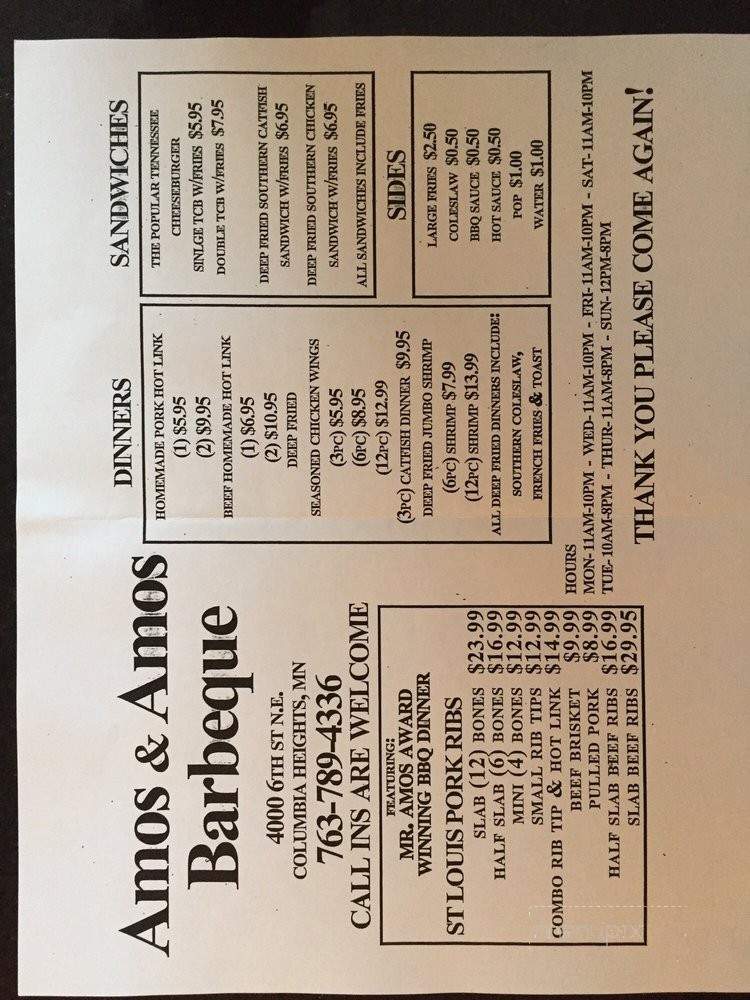 Amos & Amos
Barbeque
4000 6TH ST N.E.
COLUMBIA HEIGHTS, MN
763-789-4336
CALL INS ARE WELCOME
FEATURING:
MR. AMOS AWARD
WINNING BBQ DINNER
ST LOUIS PORK RIBS
SLAB (12) BONES $23.99
HALF SLAB (6) BONES $16.99
MINI (4) BONES $12.99
SMALL RIB TIPS $12.99
COMBO RIB TIP & HOT LINK $14.99
BEEF BRISKET $9.99
PULLED PORK $8.99
HALF SLAB BEEF RIBS $16.99
SLAB BEEF RIBS $29.95
DINNERS
HOMEMADE PORK HOT LINK
(1) $5.95
(2) $9.95
BEEF HOMEMADE HOT LINK
(1) $6.95
(2) $10.95
DEEP FRIED
SEASONED CHICKEN WINGS
(3PC) $5.95
(6PC) $8.95
(12PC) $12.99
(3PC) CATFISH DINNER $9.95
DEEP FRIED JUMBO SHRIMP
(6PC) SHRIMP $7.99
(12PC) SHRIMP $13.99
ALL DEEP FRIED DINNERS INCLUDE:
SOUTHERN COLESLAW,
FRENCH FRIES & TOAST
SANDWICHES
THE POPULAR TENNESSEE
CHEESEBURGER
SINLGE TCB W/FRIES $5.95
DOUBLE TCB W/FRIES $7.95
DEEP FRIED SOUTHERN CATFISH
SANDWICH W/FRIES $6.95
DEEP FRIED SOUTHERN CHICKEN
SANDWICH W/FRIES $6.95
ALL SANDWICHES INCLUDE FRIES
SIDES
LARGE FRIES $2.50
COLESLAW $0.50
BBQ SAUCE $0.50
HOT SAUCE $0.50
POP $1.00
WATER $1.00
HOURS
MON-11AM-10PM - WED-11AM-10PM - FRI-11AM-10PM - SAT-11AM-10PM
TUE-10AM-8PM - THUR-11AM-8PM - SUN-12PM-8PM
THANK YOU PLEASE COME AGAIN!